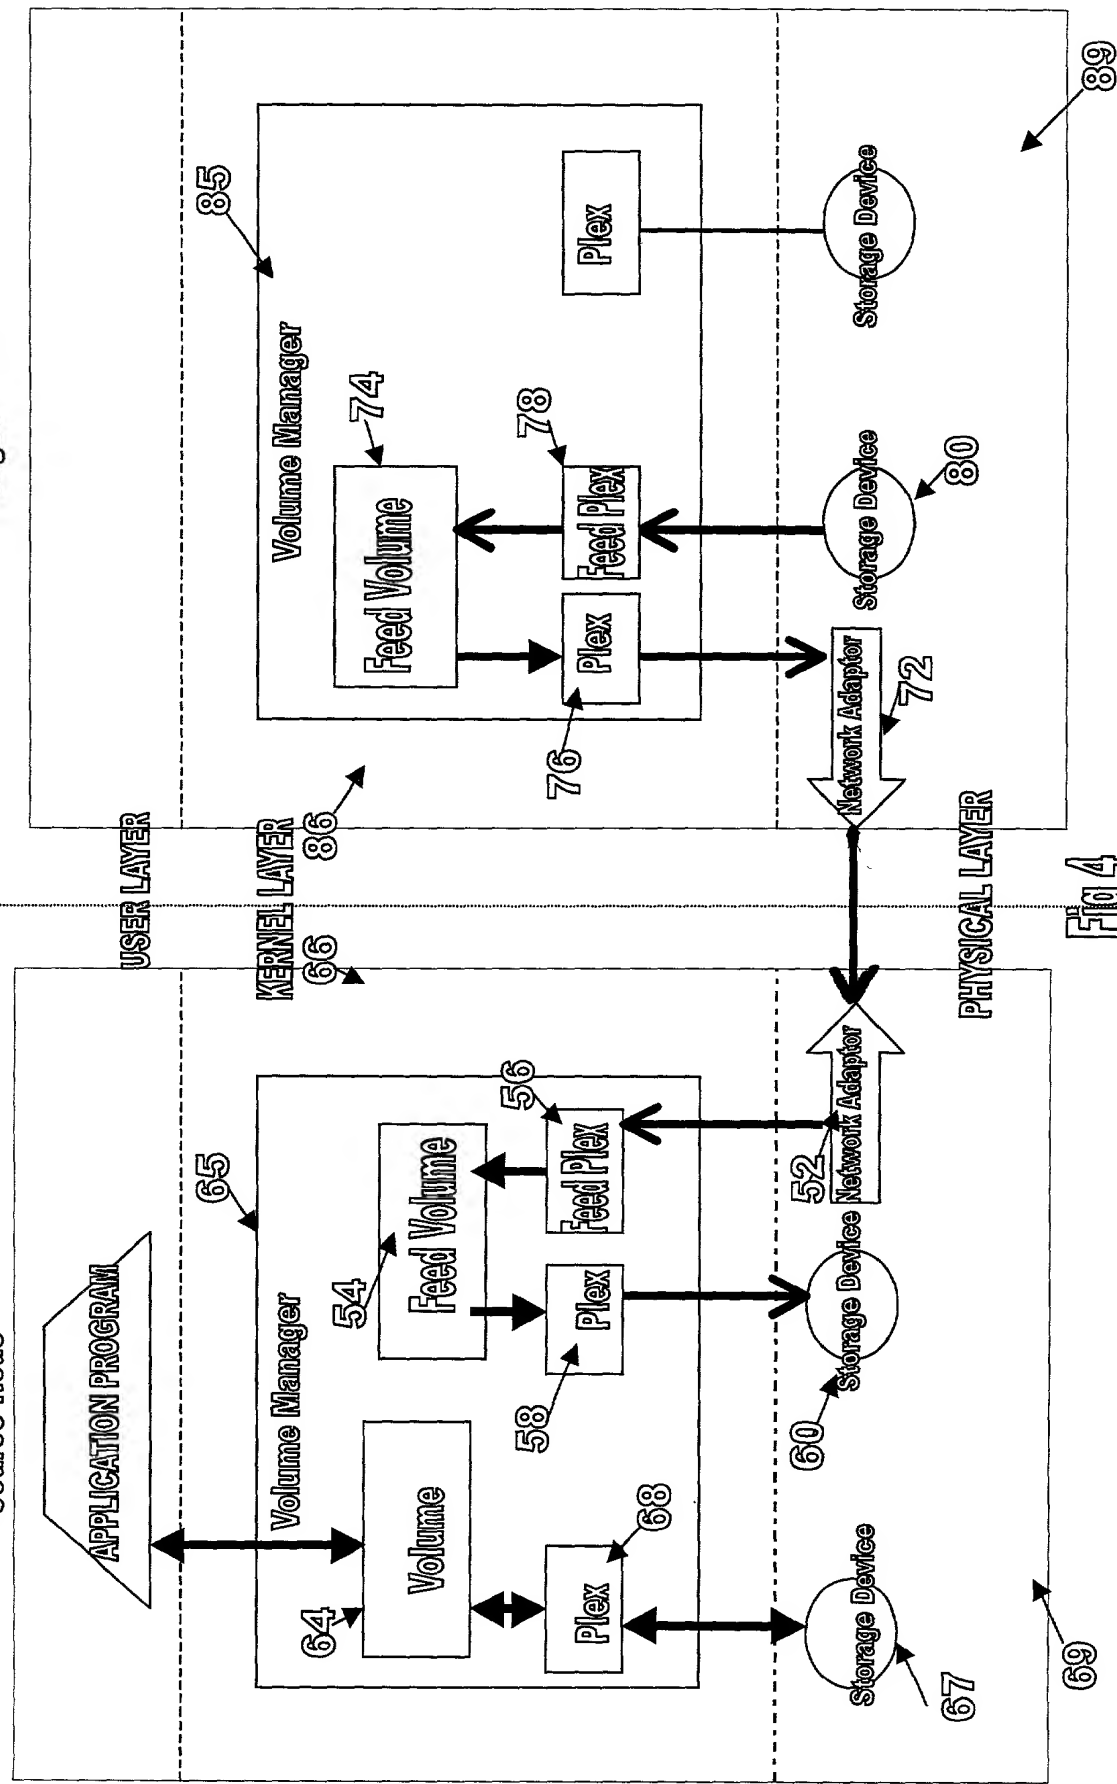 USER LAYER
KERNEL LAYER
PHYSICAL LAYER
APPLICATION PROGRAM
Volume Manager
65
66
Volume
64
Feed Volume
54
Plex
68
Plex
58
Feed Plex
56
Storage Device
67
Storage Device
60
Network Adaptor
52
69
Volume Manager
85
86
Feed Volume
74
Plex
76
Feed Plex
78
Plex
Network Adaptor
72
Storage Device
80
Storage Device
89
Fig 4